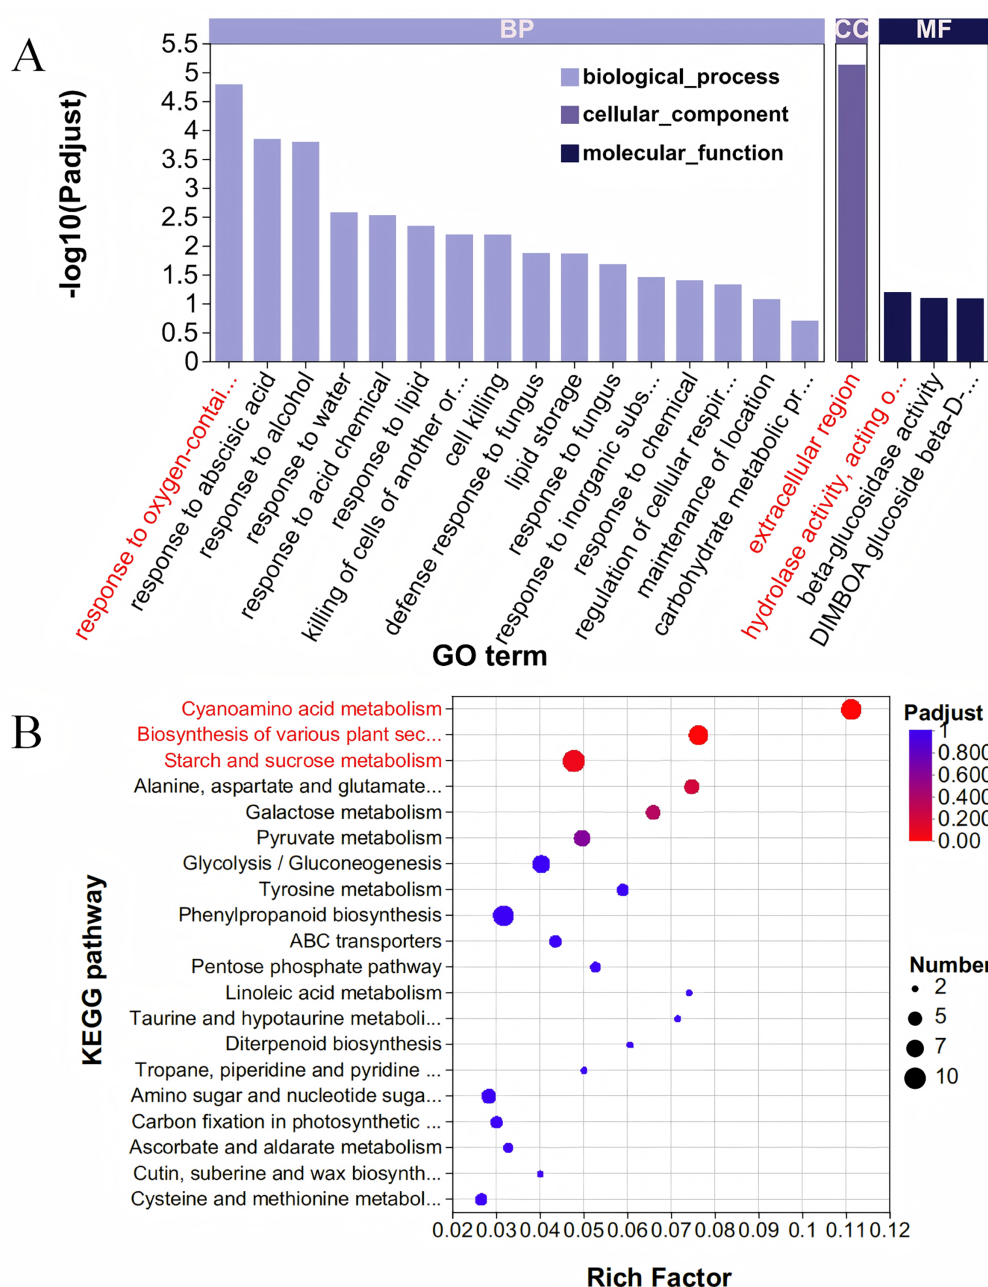 A
BP
CC
MF
5.5
5
4.5
4
3.5
3
2.5
2
1.5
1
0.5
0
-log10(Padjust)
biological_process
cellular_component
molecular_function
response to oxygen-contai...
response to abscisic acid
response to alcohol
response to water
response to acid chemical
response to lipid
killing of cells of another or...
cell killing
defense response to fungus
lipid storage
response to fungus
response to inorganic subs...
response to chemical
regulation of cellular respir...
maintenance of location
carbohydrate metabolic pr...
extracellular region
hydrolase activity, acting o...
beta-glucosidase activity
DIMBOA glucoside beta-D-...
GO term
B
KEGG pathway
Cyanoamino acid metabolism
Biosynthesis of various plant sec...
Starch and sucrose metabolism
Alanine, aspartate and glutamate...
Galactose metabolism
Pyruvate metabolism
Glycolysis / Gluconeogenesis
Tyrosine metabolism
Phenylpropanoid biosynthesis
ABC transporters
Pentose phosphate pathway
Linoleic acid metabolism
Taurine and hypotaurine metaboli...
Diterpenoid biosynthesis
Tropane, piperidine and pyridine ...
Amino sugar and nucleotide suga...
Carbon fixation in photosynthetic ...
Ascorbate and aldarate metabolism
Cutin, suberine and wax biosynth...
Cysteine and methionine metabol...
0.02 0.03 0.04 0.05 0.06 0.07 0.08 0.09 0.1 0.11 0.12
Rich Factor
Padjust
1
0.800
0.600
0.400
0.200
0.00
Number
2
5
7
10